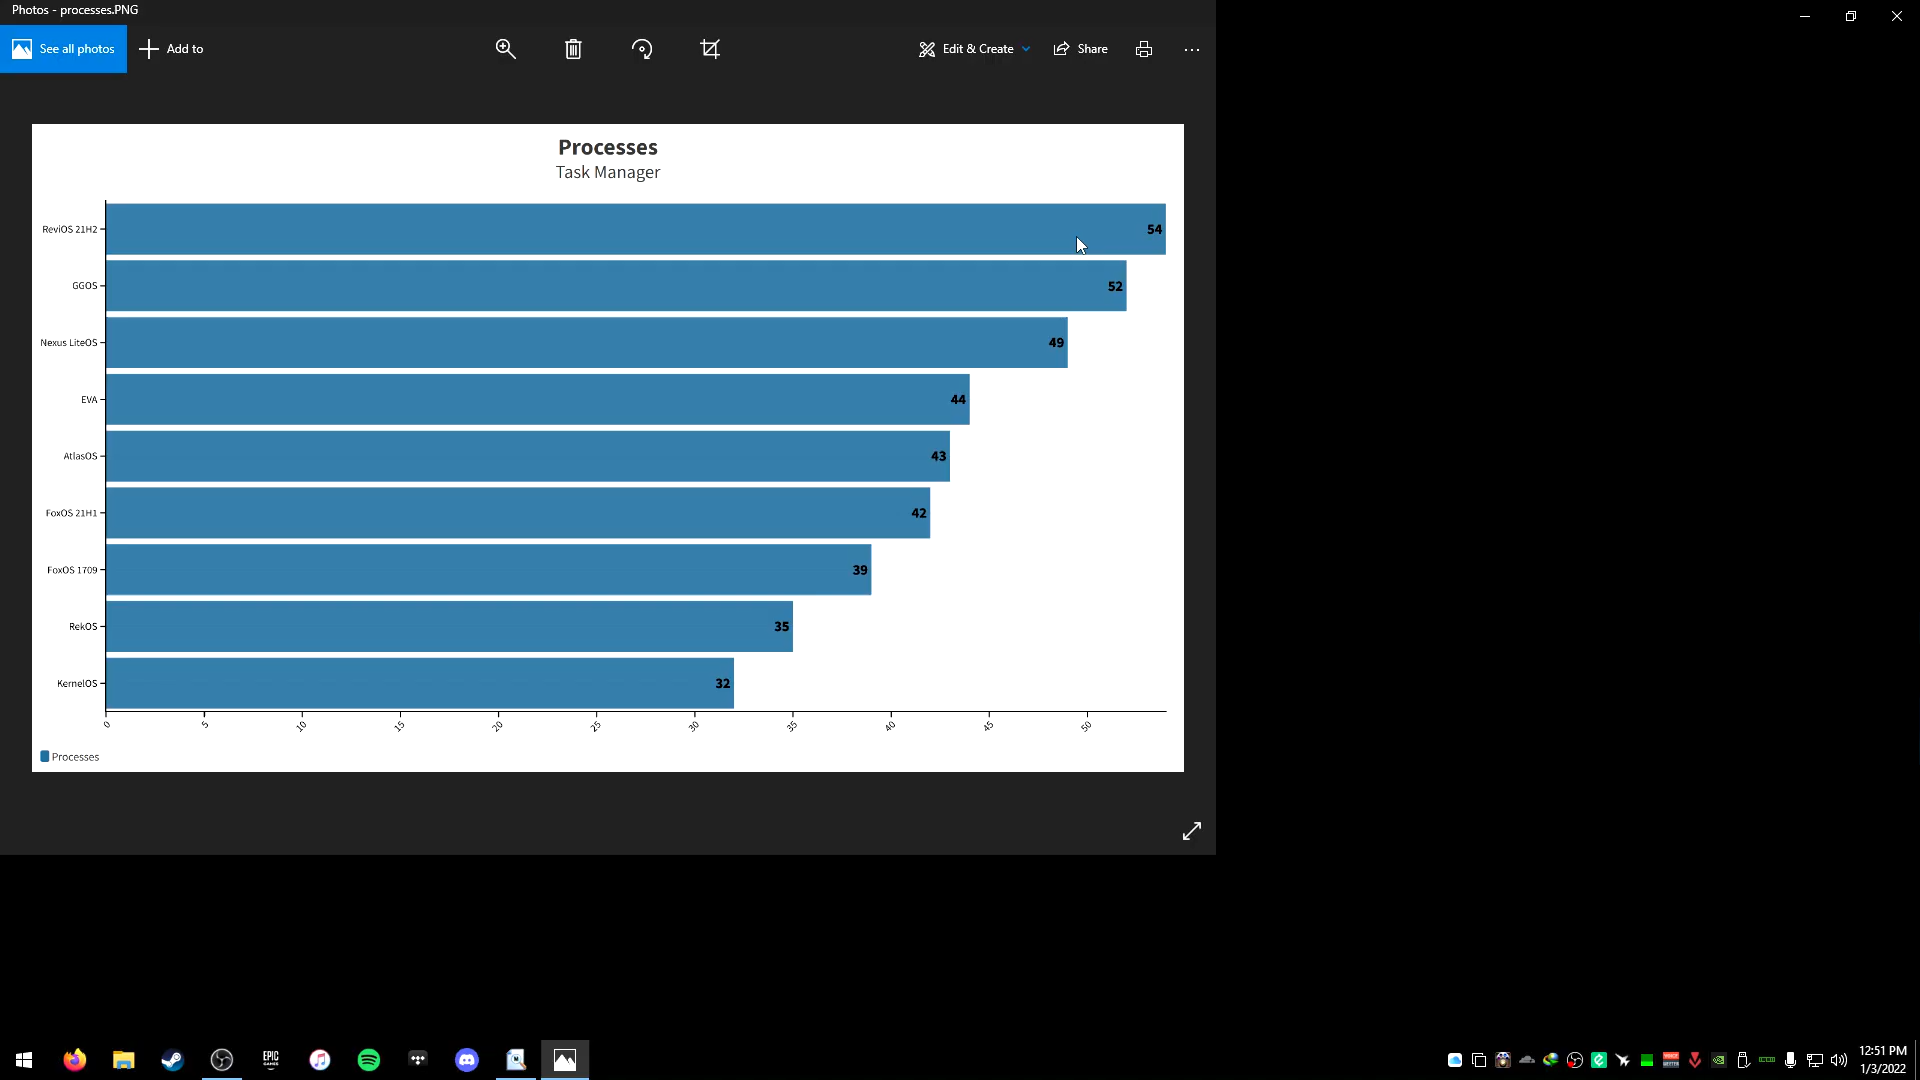 Photos - processes.PNG
See all photos
Add to
Edit & Create
Share
Processes
Task Manager
ReviOS 21H2
54
GGOS
52
Nexus LiteOS
49
EVA
44
AtlasOS
43
FoxOS 21H1
42
FoxOS 1709
39
RekOS
35
KernelOS
32
0 5 10 15 20 25 30 35 40 45 50
Processes
EPIC
GAMES
12:51 PM
1/3/2022